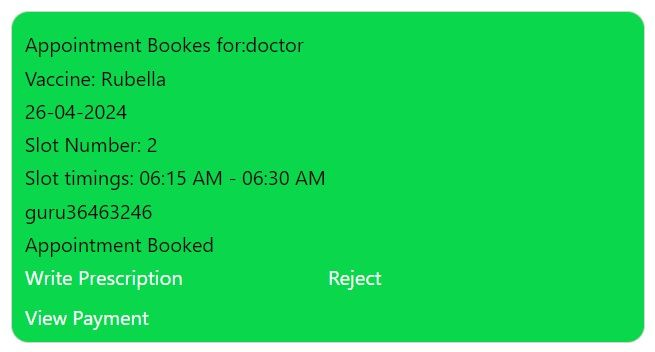 Appointment Bookes for:doctor
Vaccine: Rubella
26-04-2024
Slot Number: 2
Slot timings: 06:15 AM - 06:30 AM
guru36463246
Appointment Booked
Write Prescription Reject
View Payment